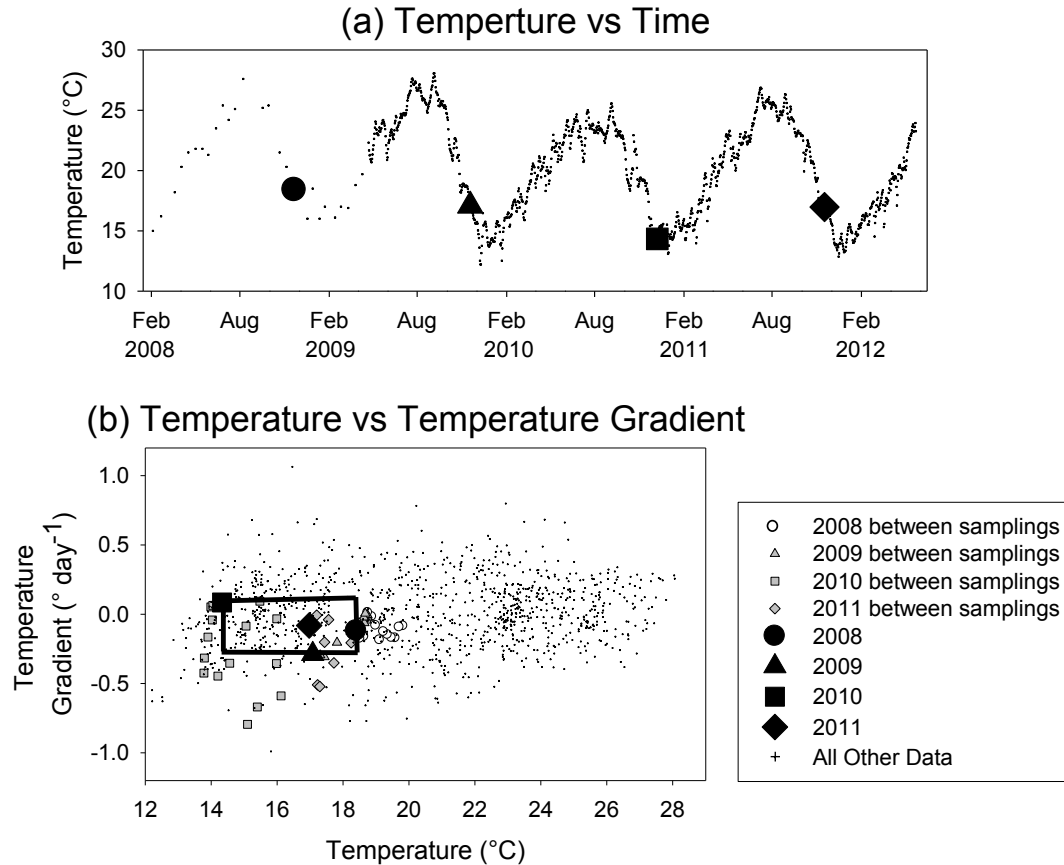 (a) Temperture vs Time
Temperature (°C)
30
25
20
15
10
Feb Aug Feb Aug Feb Aug Feb Aug Feb
2008 2009 2010 2011 2012
(b) Temperature vs Temperature Gradient
Temperature
Gradient (° day-1)
1.0
0.5
0.0
-0.5
-1.0
12 14 16 18 20 22 24 26 28
Temperature (°C)
2008 between samplings
2009 between samplings
2010 between samplings
2011 between samplings
2008
2009
2010
2011
All Other Data